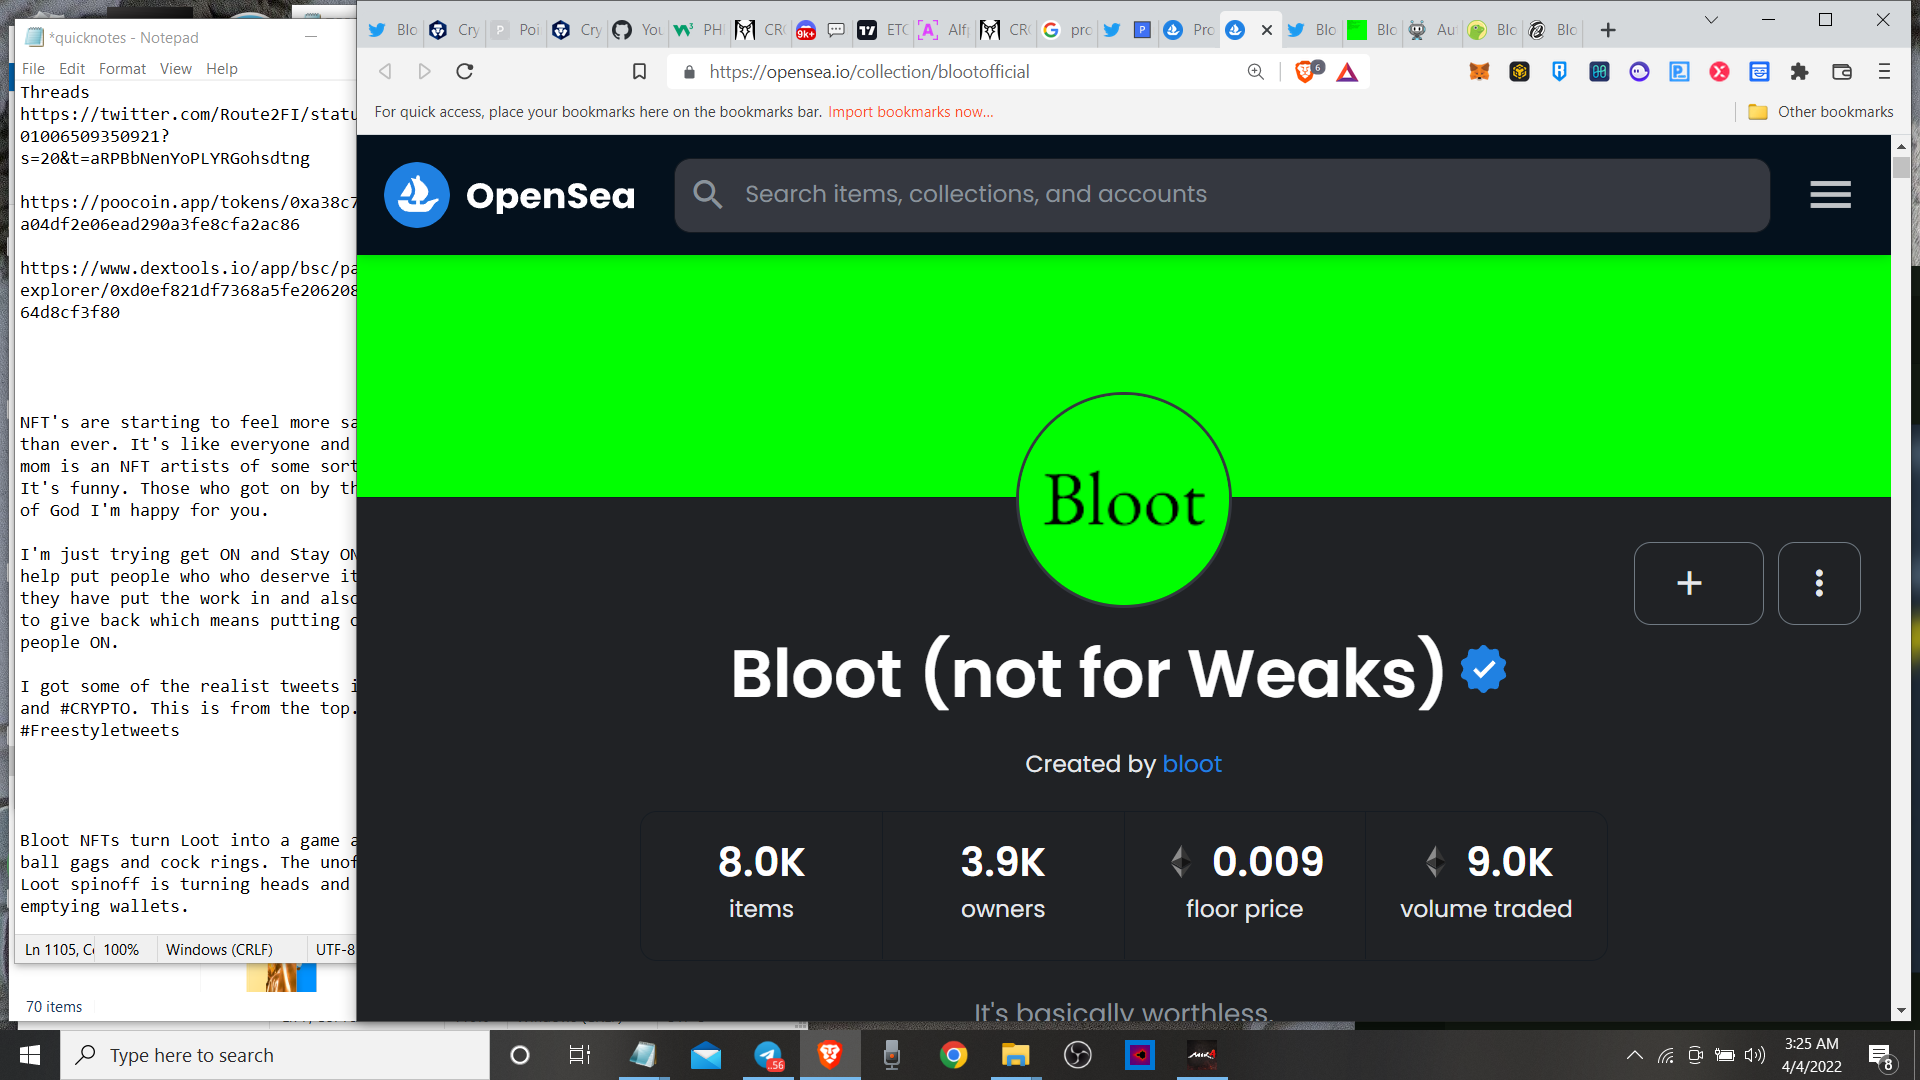 *quicknotes - Notepad
File Edit Format View Help
Threads
https://twitter.com/Route2FI/statu
01006509350921?
s=20&t=aRPBbNenYoPLYRGohsdtng
https://poocoin.app/tokens/0xa38c7
a04df2e06ead290a3fe8cfa2ac86
https://www.dextools.io/app/bsc/pa
explorer/0xd0ef821df7368a5fe206208
64d8cf3f80
NFT's are starting to feel more sa
than ever. It's like everyone and
mom is an NFT artists of some sort
It's funny. Those who got on by th
of God I'm happy for you.
I'm just trying get ON and Stay ON
help put people who who deserve it
they have put the work in and also
to give back which means putting o
people ON.
I got some of the realist tweets i
and #CRYPTO. This is from the top.
#Freestyletweets
Bloot NFTs turn Loot into a game a
ball gags and cock rings. The unof
Loot spinoff is turning heads and
emptying wallets.
Ln 1105, Co 100% Windows (CRLF) UTF-8
70 items
Blo Cry Poi Cry You PHI CRO 9k+ ETC Alf CRO pro Pro Blo Blo Au Blo Blo
https://opensea.io/collection/blootofficial
6
For quick access, place your bookmarks here on the bookmarks bar. Import bookmarks now...
Other bookmarks
OpenSea
Search items, collections, and accounts
Bloot
Bloot (not for Weaks)
Created by bloot
8.0K
items
3.9K
owners
0.009
floor price
9.0K
volume traded
It's basically worthless.
Type here to search
..56
MIR4
3:25 AM
4/4/2022
8